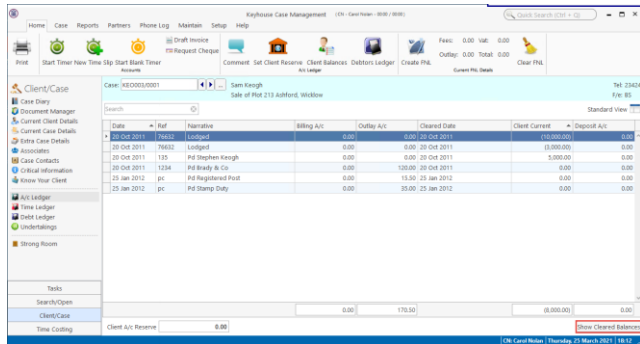 Keyhouse Case Management (CN - Carol Nolan - 0000 / 0000)
Quick Search (Ctrl + Q)
Home Case Reports Partners Phone Log Maintain Setup Help
Print
Start Timer New Time Slip Start Blank Timer
Draft Invoice
Request Cheque
Accounts
Comment Set Client Reserve Client Balances Debtors Ledger
A/c Ledger
Create FNL
Fees: 0.00 Vat: 0.00
Outlay: 0.00 Total: 0.00
Current FNL Details
Clear FNL
Client/Case
Case Diary
Document Manager
Current Client Details
Current Case Details
Extra Case Details
Associates
Case Contacts
Critical Information
Know Your Client
A/c Ledger
Time Ledger
Debt Ledger
Undertakings
Strong Room
Tasks
Search/Open
Client/Case
Time Costing
Case: KEO003/0001 ... Sam Keogh
Sale of Plot 213 Ashford, Wicklow
Tel: 23424
F/e: BS
Search
Standard View
Date Ref Narrative Billing A/c Outlay A/c Cleared Date Client Current Deposit A/c
20 Oct 2011 76632 Lodged 0.00 0.00 20 Oct 2011 (10,000.00) 0.00
20 Oct 2011 76632 Lodged 0.00 0.00 20 Oct 2011 (3,000.00) 0.00
20 Oct 2011 135 Pd Stephen Keogh 0.00 0.00 20 Oct 2011 5,000.00 0.00
20 Oct 2011 1234 Pd Brady & Co 0.00 120.00 20 Oct 2011 0.00 0.00
25 Jan 2012 pc Pd Registered Post 0.00 15.50 25 Jan 2012 0.00 0.00
25 Jan 2012 pc Pd Stamp Duty 0.00 35.00 25 Jan 2012 0.00 0.00
0.00 170.50 (8,000.00) 0.00
Client A/c Reserve 0.00
Show Cleared Balances
CN: Carol Nolan Thursday, 25 March 2021 18:12